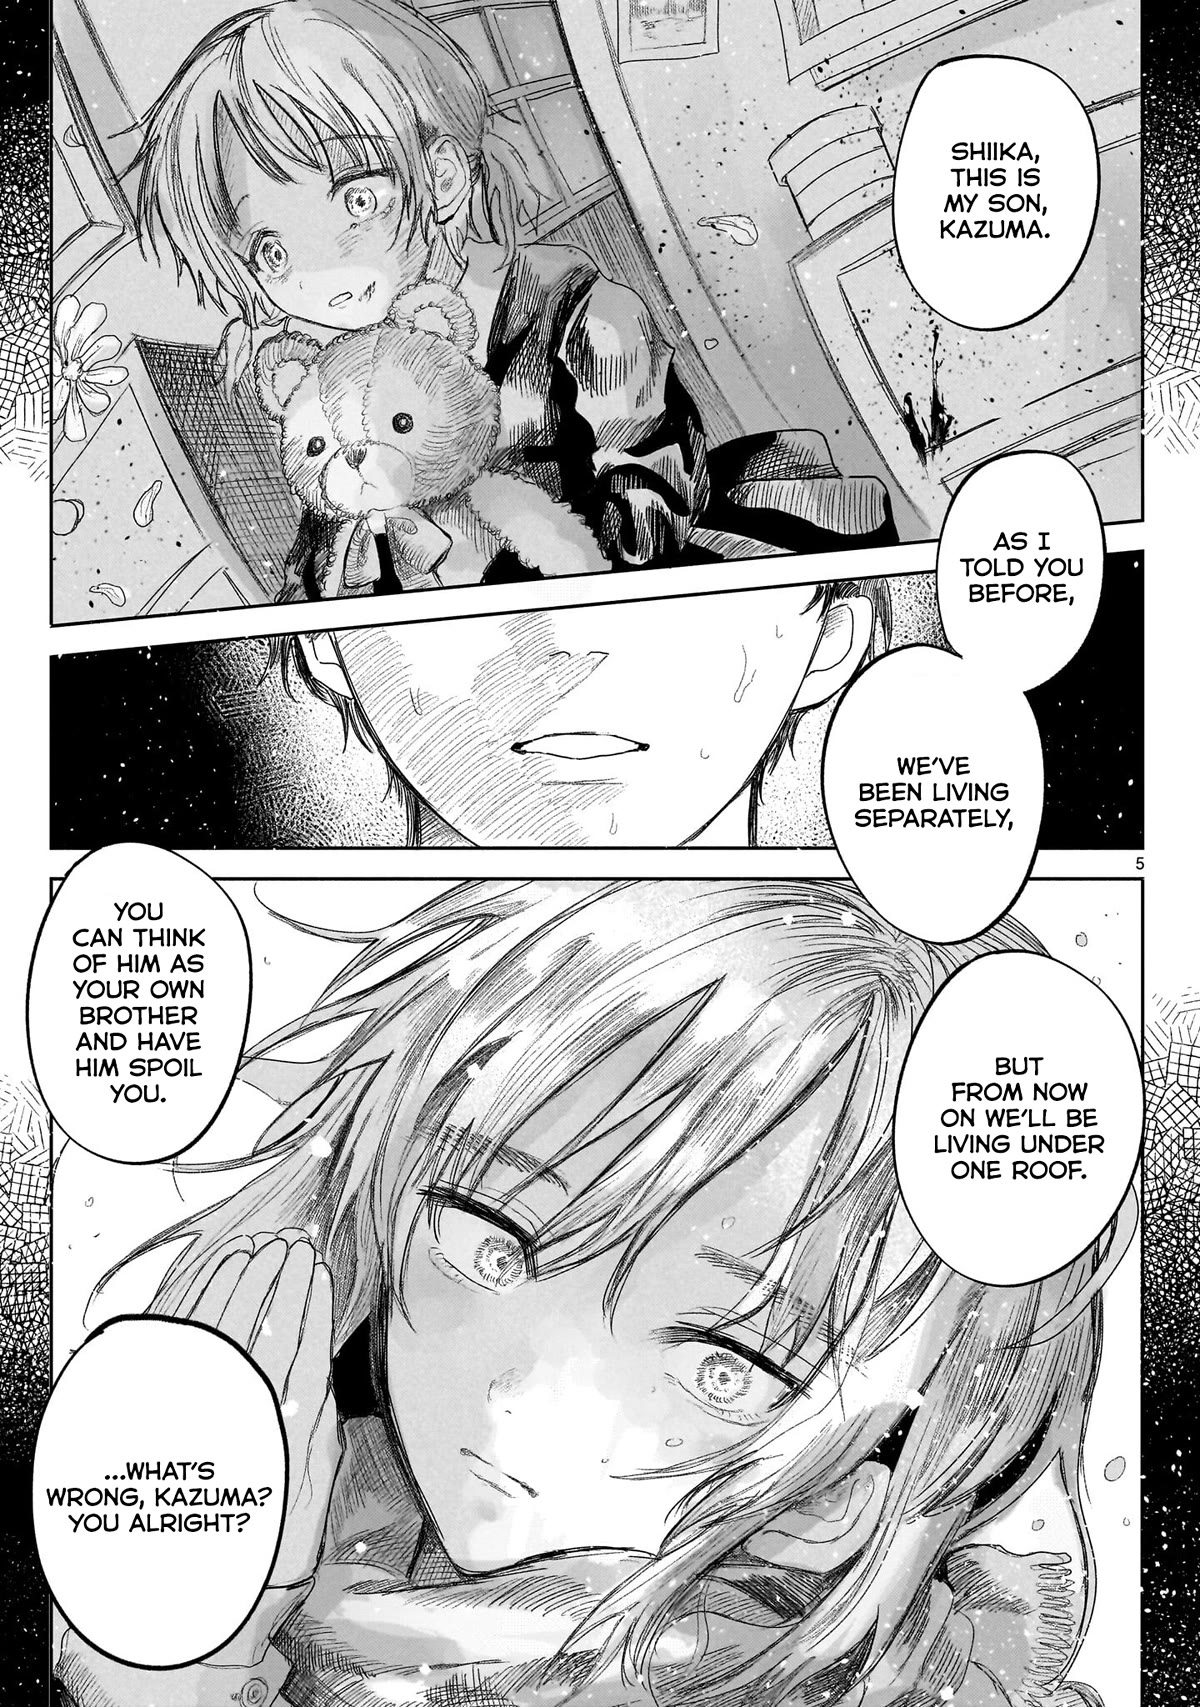 SHIIKA,
THIS IS
MY SON,
KAZUMA.
AS I
TOLD YOU
BEFORE,
WE'VE
BEEN LIVING
SEPARATELY,
5
BUT
FROM NOW
ON WE'LL BE
LIVING UNDER
ONE ROOF.
YOU
CAN THINK
OF HIM AS
YOUR OWN
BROTHER
AND HAVE
HIM SPOIL
YOU.
...WHAT'S
WRONG, KAZUMA?
YOU ALRIGHT?